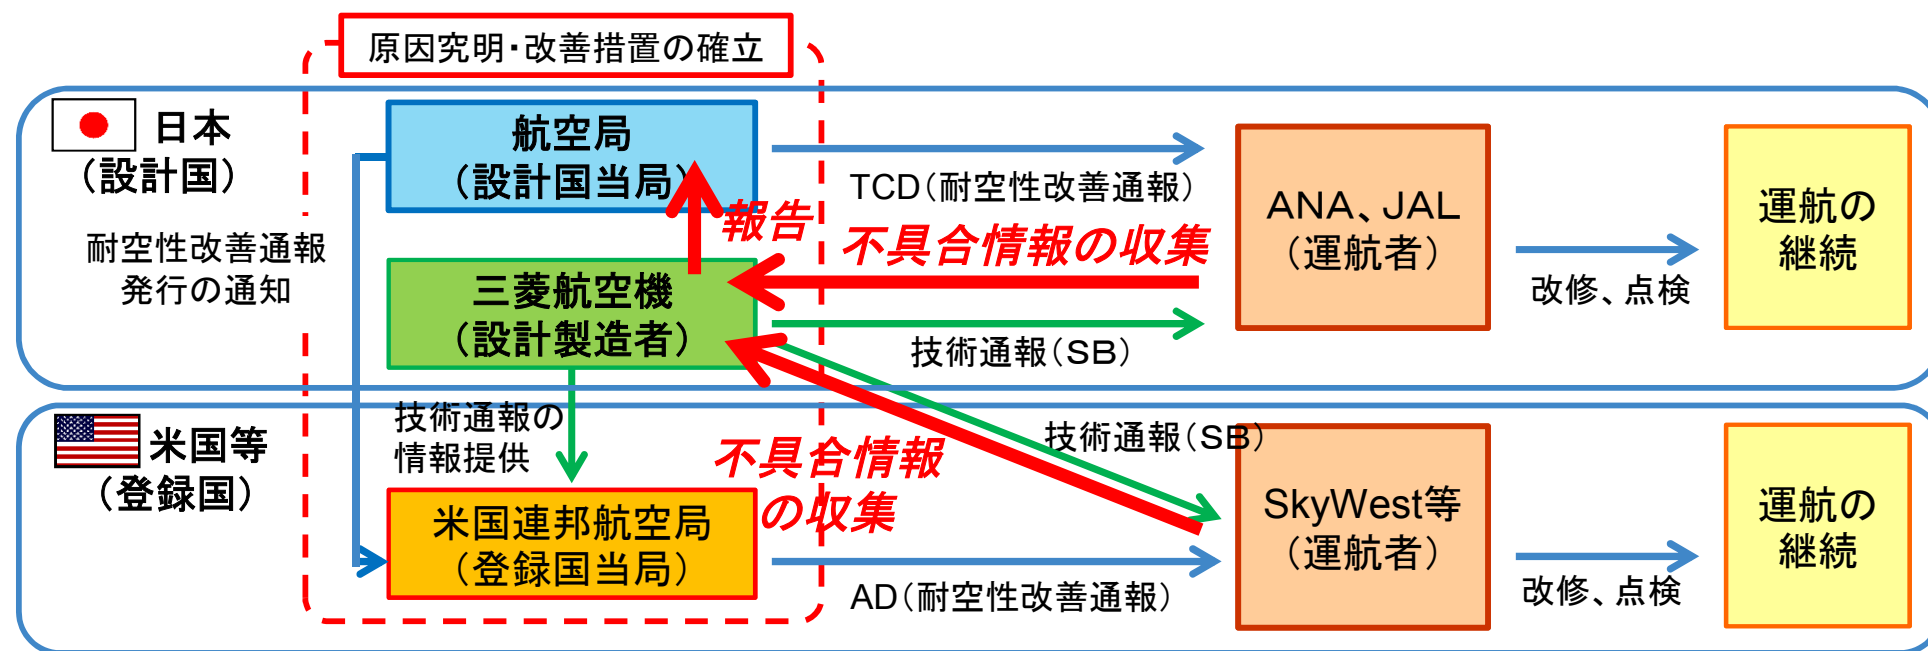 原因究明・改善措置の確立
日本
（設計国）
航空局
（設計国当局）
TCD（耐空性改善通報）
ANA、JAL
（運航者）
運航の
継続
耐空性改善通報
発行の通知
報告
不具合情報の収集
三菱航空機
（設計製造者）
改修、点検
技術通報（SB）
米国等
（登録国）
技術通報の
情報提供
不具合情報
の収集
技術通報（SB）
米国連邦航空局
（登録国当局）
AD（耐空性改善通報）
SkyWest等
（運航者）
改修、点検
運航の
継続